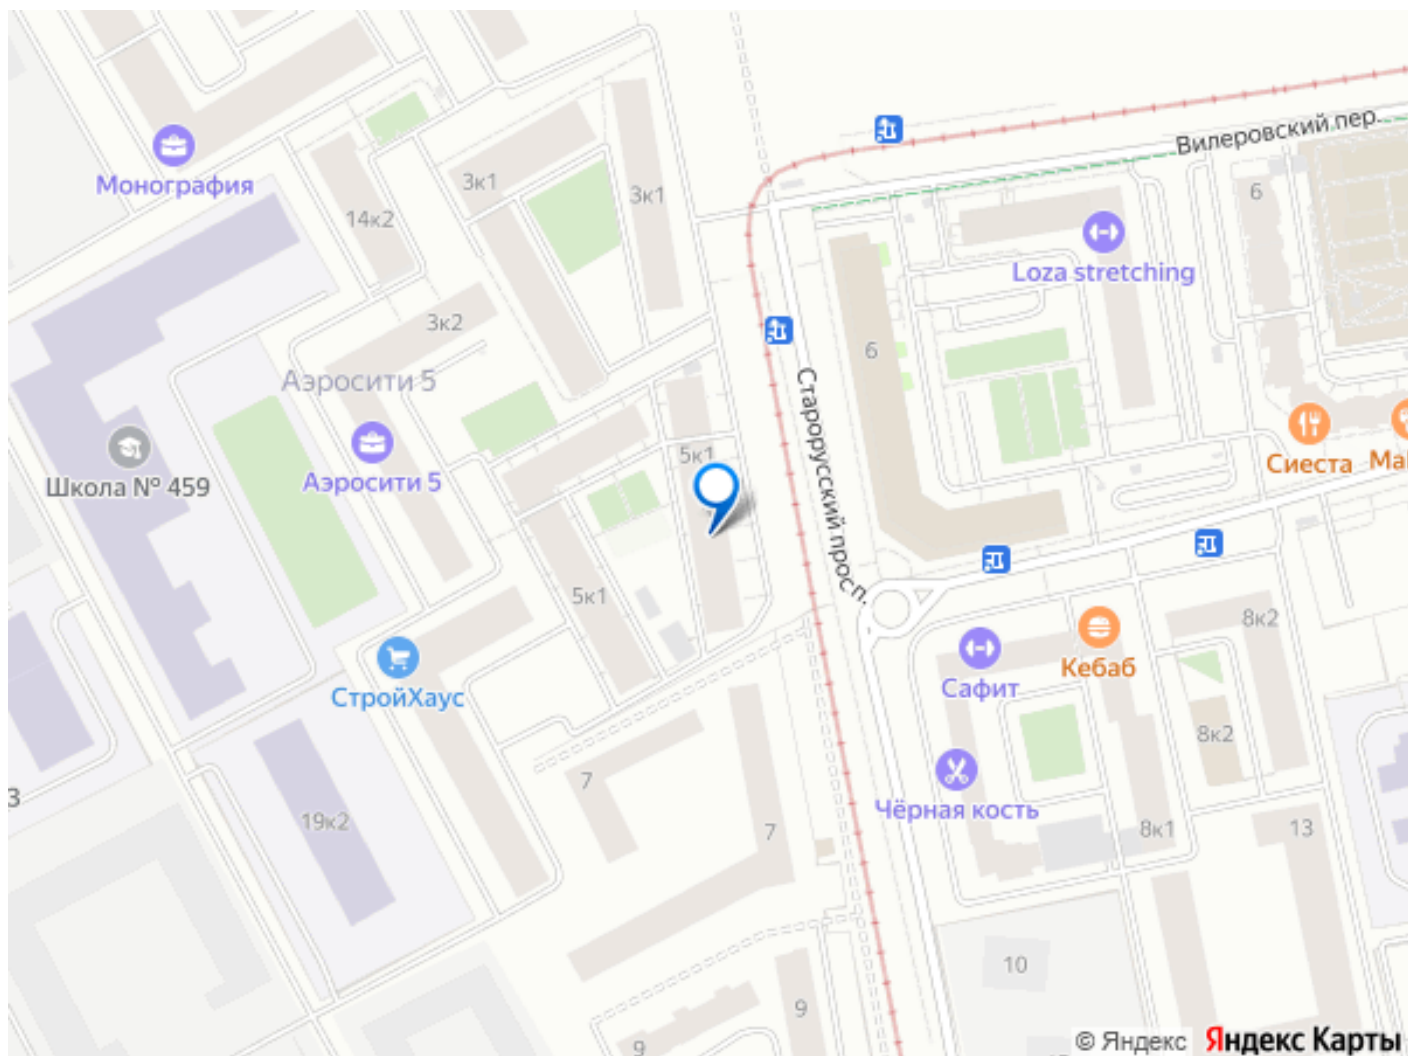 Вилеровский пер.
Монография
3к1
3к1
14к2
6
Loza stretching
3к2
6
Аэросити 5
Старорусский просп.
5к1
Школа № 459
Аэросити 5
Сиеста
Ма
5к1
8к2
Кебаб
Сафит
СтройХаус
8к2
7
3
Чёрная кость
19к2
7
8к1
13
10
9
9
© Яндекс
Яндекс Карты